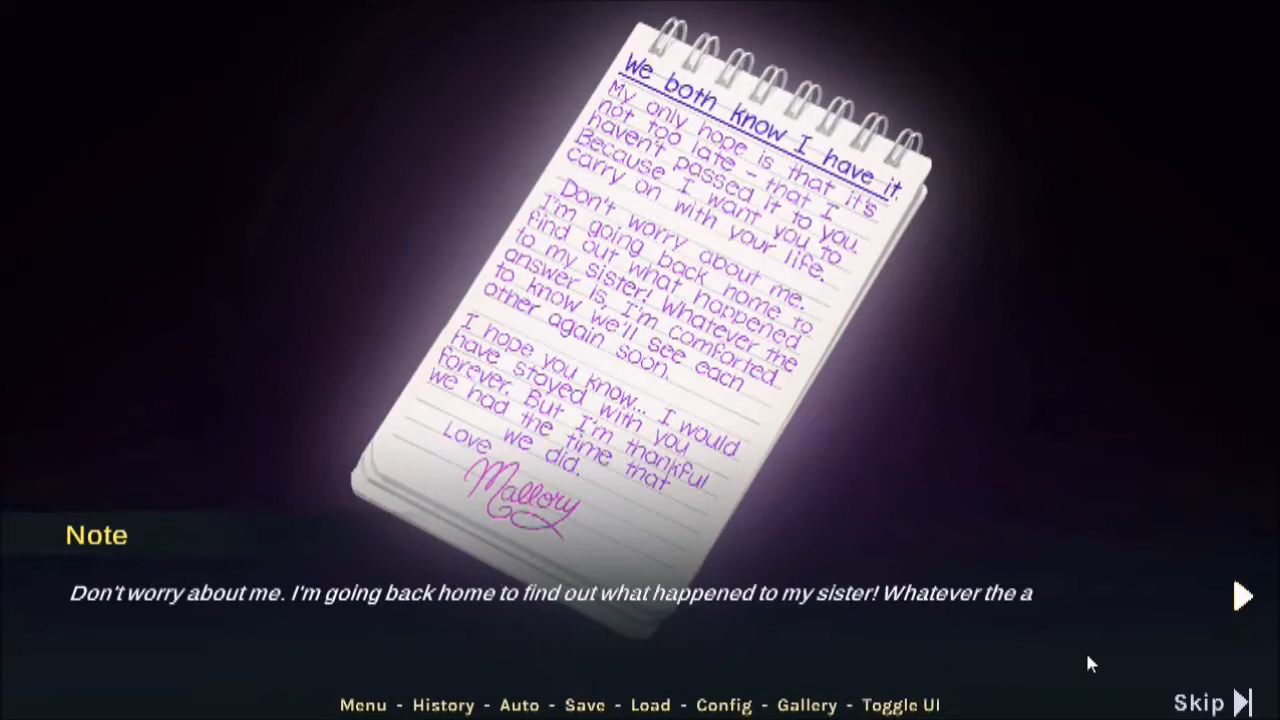 We both know I have it.
My only hope is that it's
not too late - that I
haven't passed it to you.
Because I want you to
carry on with your life.
Don't worry about me.
I'm going back home to
find out what happened
to my sister! Whatever the
answer is, I'm comforted
to know we'll see each
other again soon.
I hope you know... I would
have stayed with you
forever. But I'm thankful
we had the time that
we did.
Love
Mallory
Note
Don't worry about me. I'm going back home to find out what happened to my sister! Whatever the a
Menu - History - Auto - Save - Load - Config - Gallery - Toggle UI
Skip